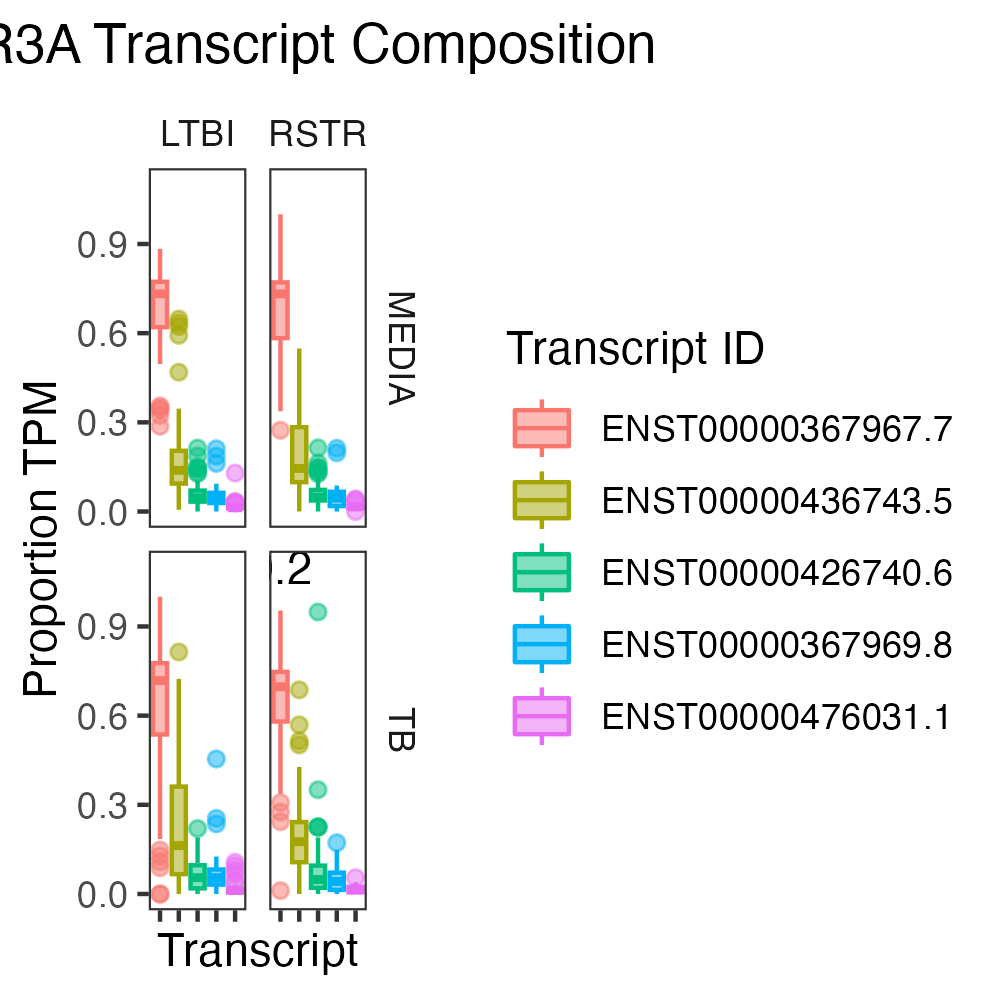 R3A Transcript Composition
LTBI RSTR
0.9
0.6
0.3
0.0
MEDIA
.2
0.9
0.6
0.3
0.0
TB
Proportion TPM
Transcript
Transcript ID
ENST00000367967.7
ENST00000436743.5
ENST00000426740.6
ENST00000367969.8
ENST00000476031.1